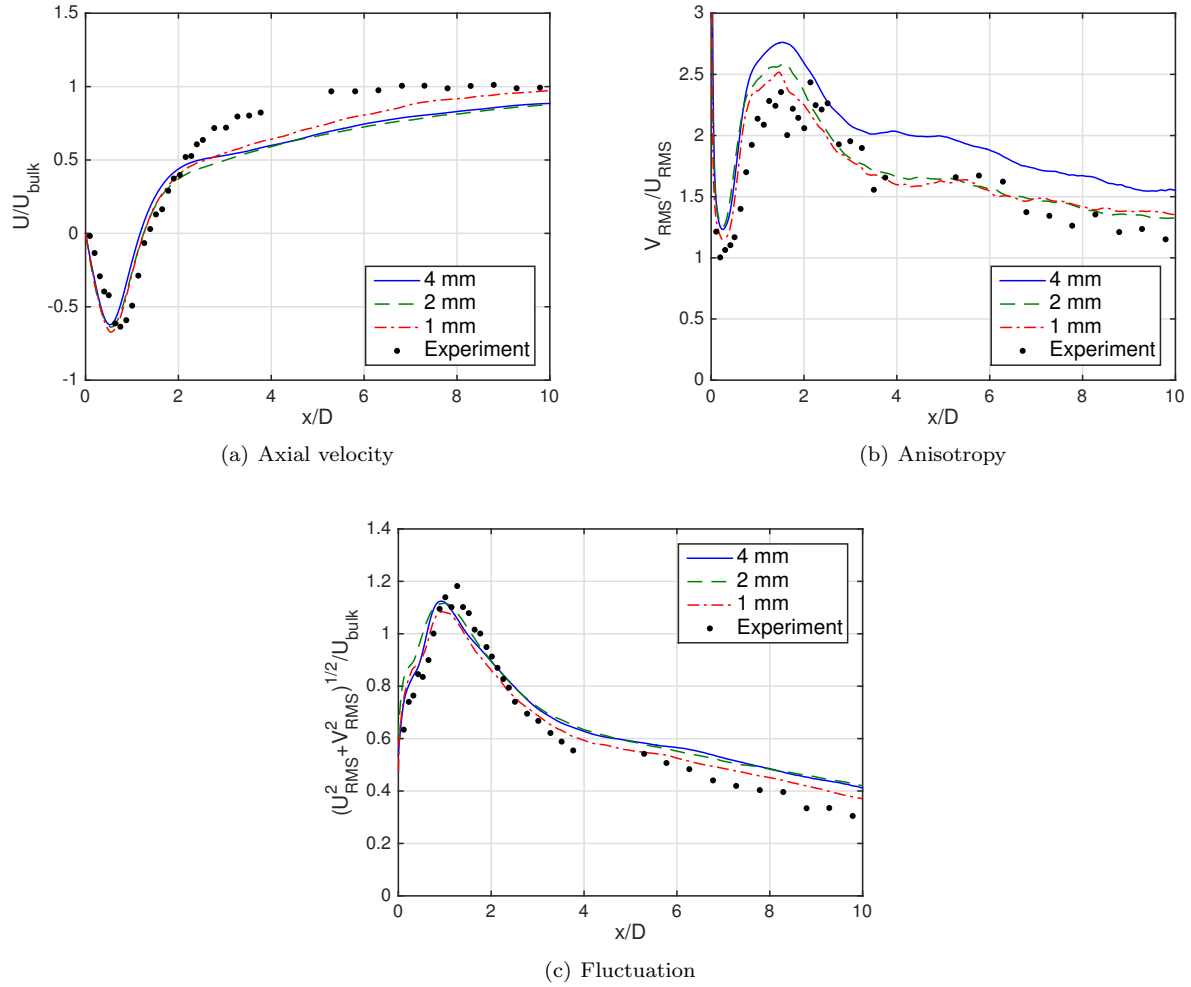 1.5
1
0.5
0
-0.5
-1
U/U_bulk
0 2 4 6 8 10
x/D
4 mm
2 mm
1 mm
Experiment
(a) Axial velocity
3
2.5
2
1.5
1
0.5
0
V_RMS/U_RMS
0 2 4 6 8 10
x/D
4 mm
2 mm
1 mm
Experiment
(b) Anisotropy
1.4
1.2
1
0.8
0.6
0.4
0.2
0
(U²_RMS+V²_RMS)^1/2/U_bulk
0 2 4 6 8 10
x/D
4 mm
2 mm
1 mm
Experiment
(c) Fluctuation